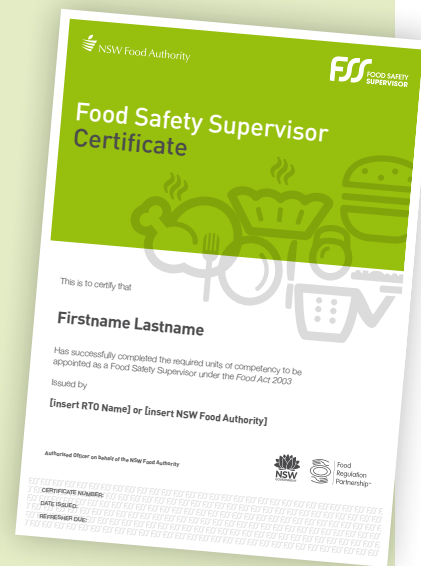 NSW Food Authority
FSS FOOD SAFETY
SUPERVISOR
Food Safety Supervisor
Certificate
This is to certify that
Firstname Lastname
Has successfully completed the required units of competency to be
appointed as a Food Safety Supervisor under the Food Act 2003
Issued by
[insert RTO Name] or [insert NSW Food Authority]
Authorised Officer on behalf of the NSW Food Authority
NSW
GOVERNMENT
Food
Regulation
Partnership
CERTIFICATE NUMBER:
DATE ISSUED:
REFRESHER DUE: